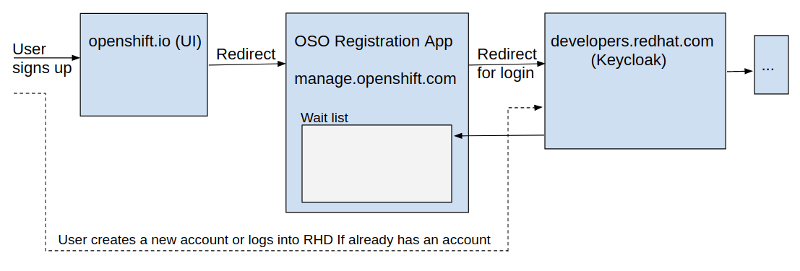 User
signs up
openshift.io (UI)
Redirect
OSO Registration App
manage.openshift.com
Wait list
Redirect
for login
developers.redhat.com
(Keycloak)
...
User creates a new account or logs into RHD If already has an account